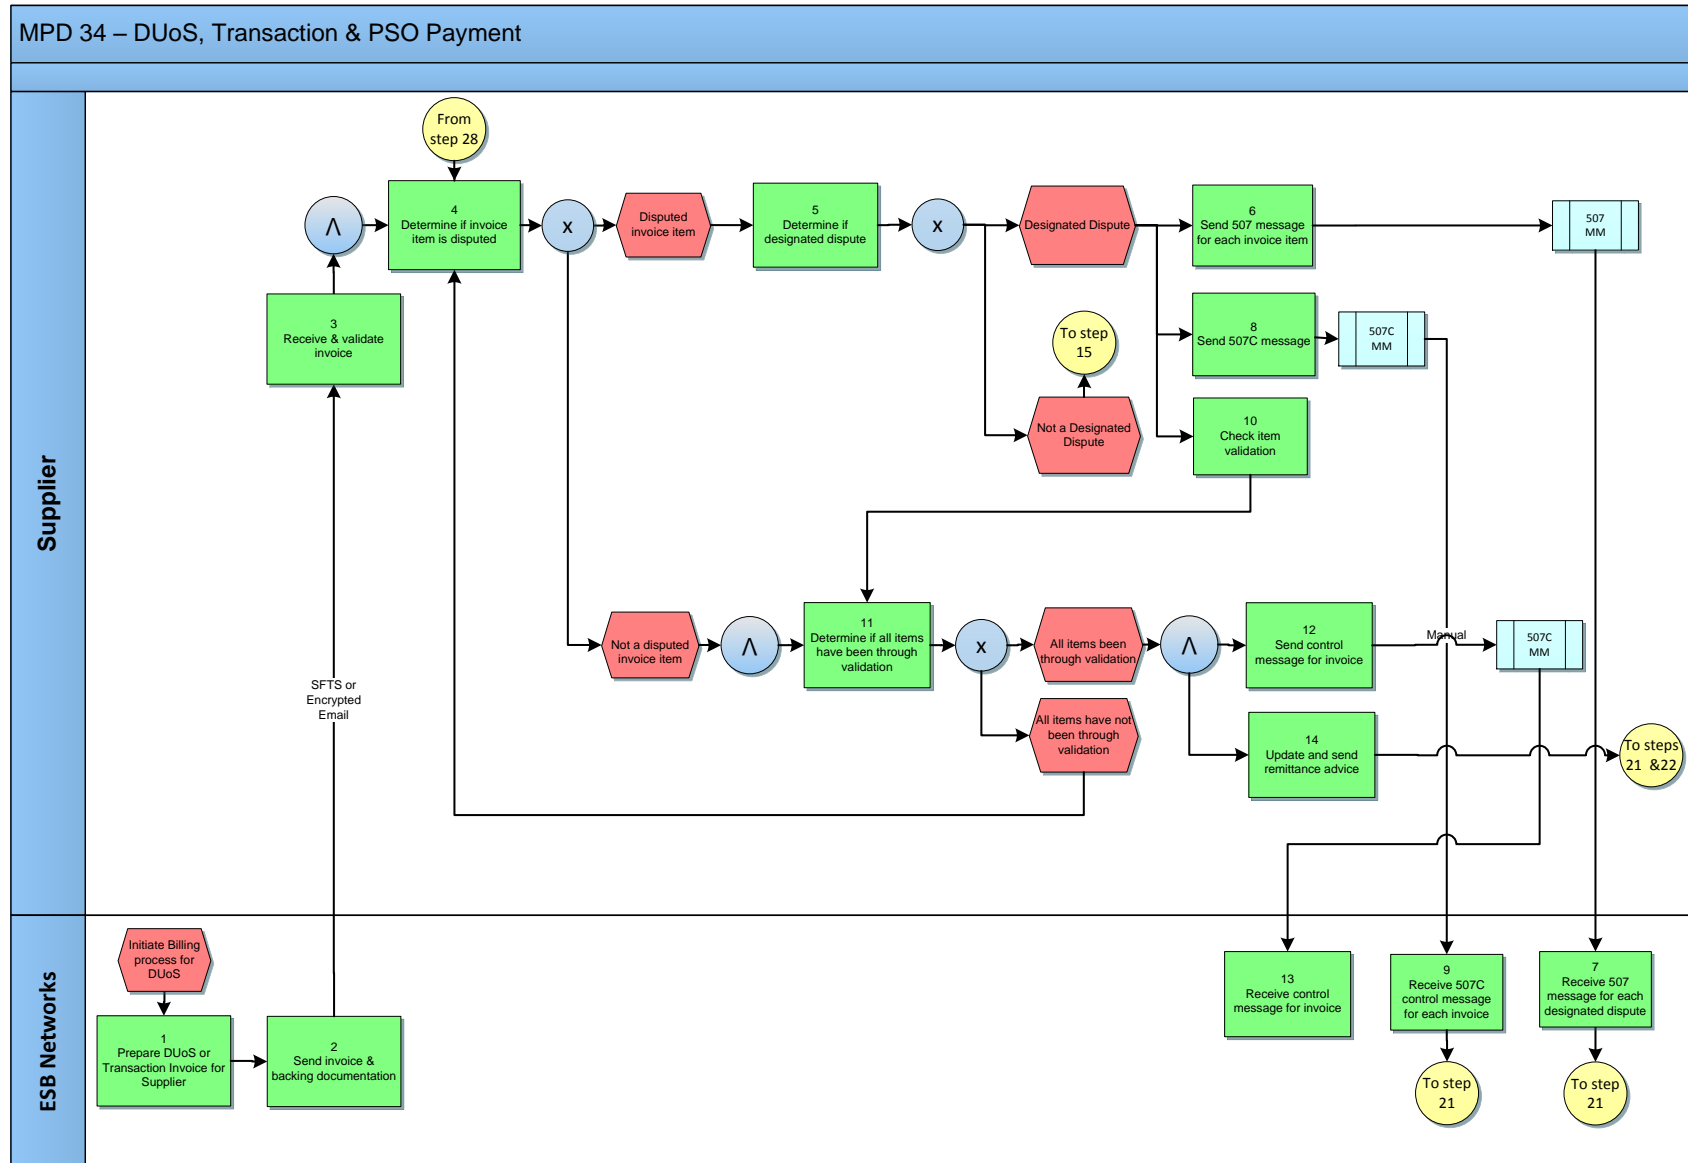 MPD 34 – DUoS, Transaction & PSO Payment
Supplier
From
step 28
Λ
4
Determine if invoice
item is disputed
x
Disputed
invoice item
5
Determine if
designated dispute
x
Designated Dispute
6
Send 507 message
for each invoice item
507
MM
3
Receive & validate
invoice
To step
15
8
Send 507C message
507C
MM
Not a Designated
Dispute
10
Check item
validation
Not a disputed
invoice item
Λ
11
Determine if all items
have been through
validation
x
All items been
through validation
Λ
12
Send control
message for invoice
Manual
507C
MM
SFTS or
Encrypted
Email
All items have not
been through
validation
14
Update and send
remittance advice
To steps
21 &22
ESB Networks
Initiate Billing
process for
DUoS
1
Prepare DUoS or
Transaction Invoice for
Supplier
2
Send invoice &
backing documentation
13
Receive control
message for invoice
9
Receive 507C
control message
for each invoice
7
Receive 507
message for each
designated dispute
To step
21
To step
21